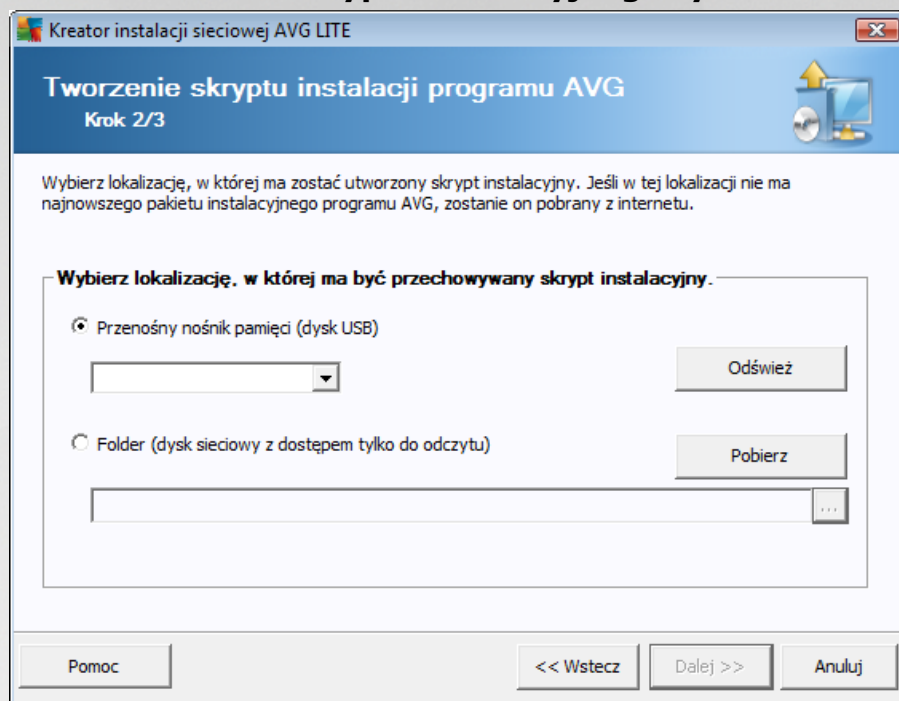 Kreator instalacji sieciowej AVG LITE
Tworzenie skryptu instalacji programu AVG
Krok 2/3
Wybierz lokalizację, w której ma zostać utworzony skrypt instalacyjny. Jeśli w tej lokalizacji nie ma
najnowszego pakietu instalacyjnego programu AVG, zostanie on pobrany z internetu.
Wybierz lokalizację, w której ma być przechowywany skrypt instalacyjny.
Przenośny nośnik pamięci (dysk USB)
Odśwież
Folder (dysk sieciowy z dostępem tylko do odczytu)
Pobierz
...
Pomoc
<< Wstecz
Dalej >>
Anuluj